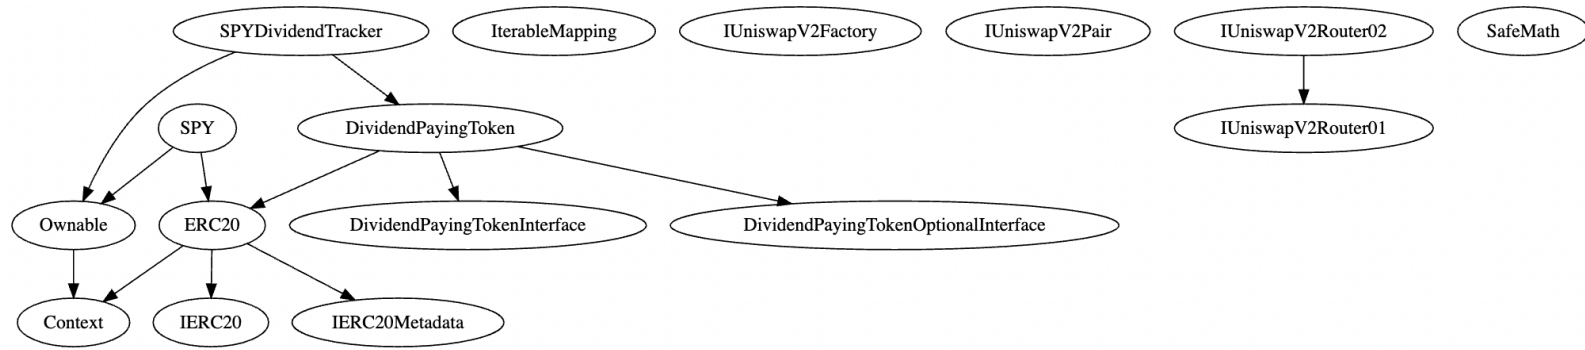 SPYDividendTracker
IterableMapping
IUniswapV2Factory
IUniswapV2Pair
IUniswapV2Router02
SafeMath
SPY
DividendPayingToken
IUniswapV2Router01
Ownable
ERC20
DividendPayingTokenInterface
DividendPayingTokenOptionalInterface
Context
IERC20
IERC20Metadata